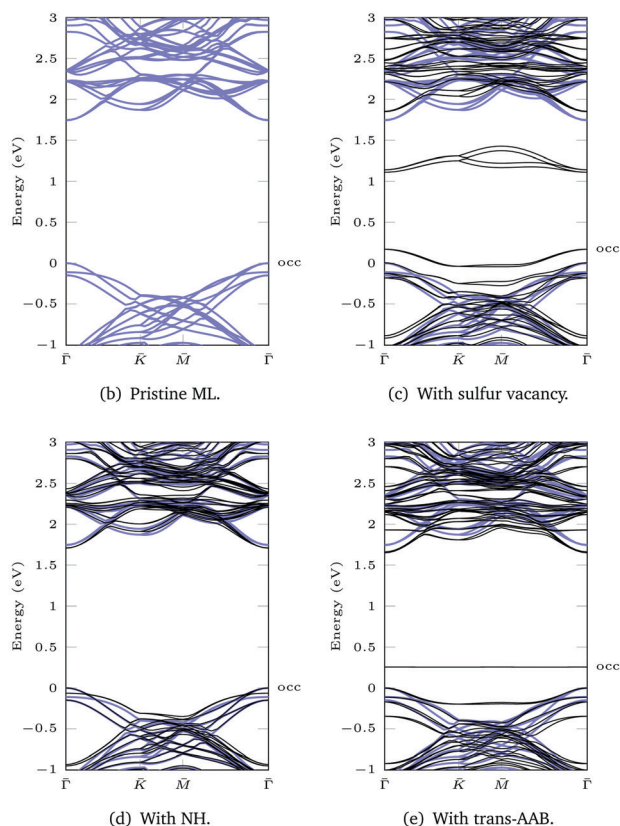 3
2.5
2
1.5
1
0.5
0
−0.5
−1
Energy (eV)
occ
Γ̄ K̄ M̄ Γ̄
(b) Pristine ML.
3
2.5
2
1.5
1
0.5
0
−0.5
−1
Energy (eV)
occ
Γ̄ K̄ M̄ Γ̄
(c) With sulfur vacancy.
3
2.5
2
1.5
1
0.5
0
−0.5
−1
Energy (eV)
occ
Γ̄ K̄ M̄ Γ̄
(d) With NH.
3
2.5
2
1.5
1
0.5
0
−0.5
−1
Energy (eV)
occ
Γ̄ K̄ M̄ Γ̄
(e) With trans-AAB.